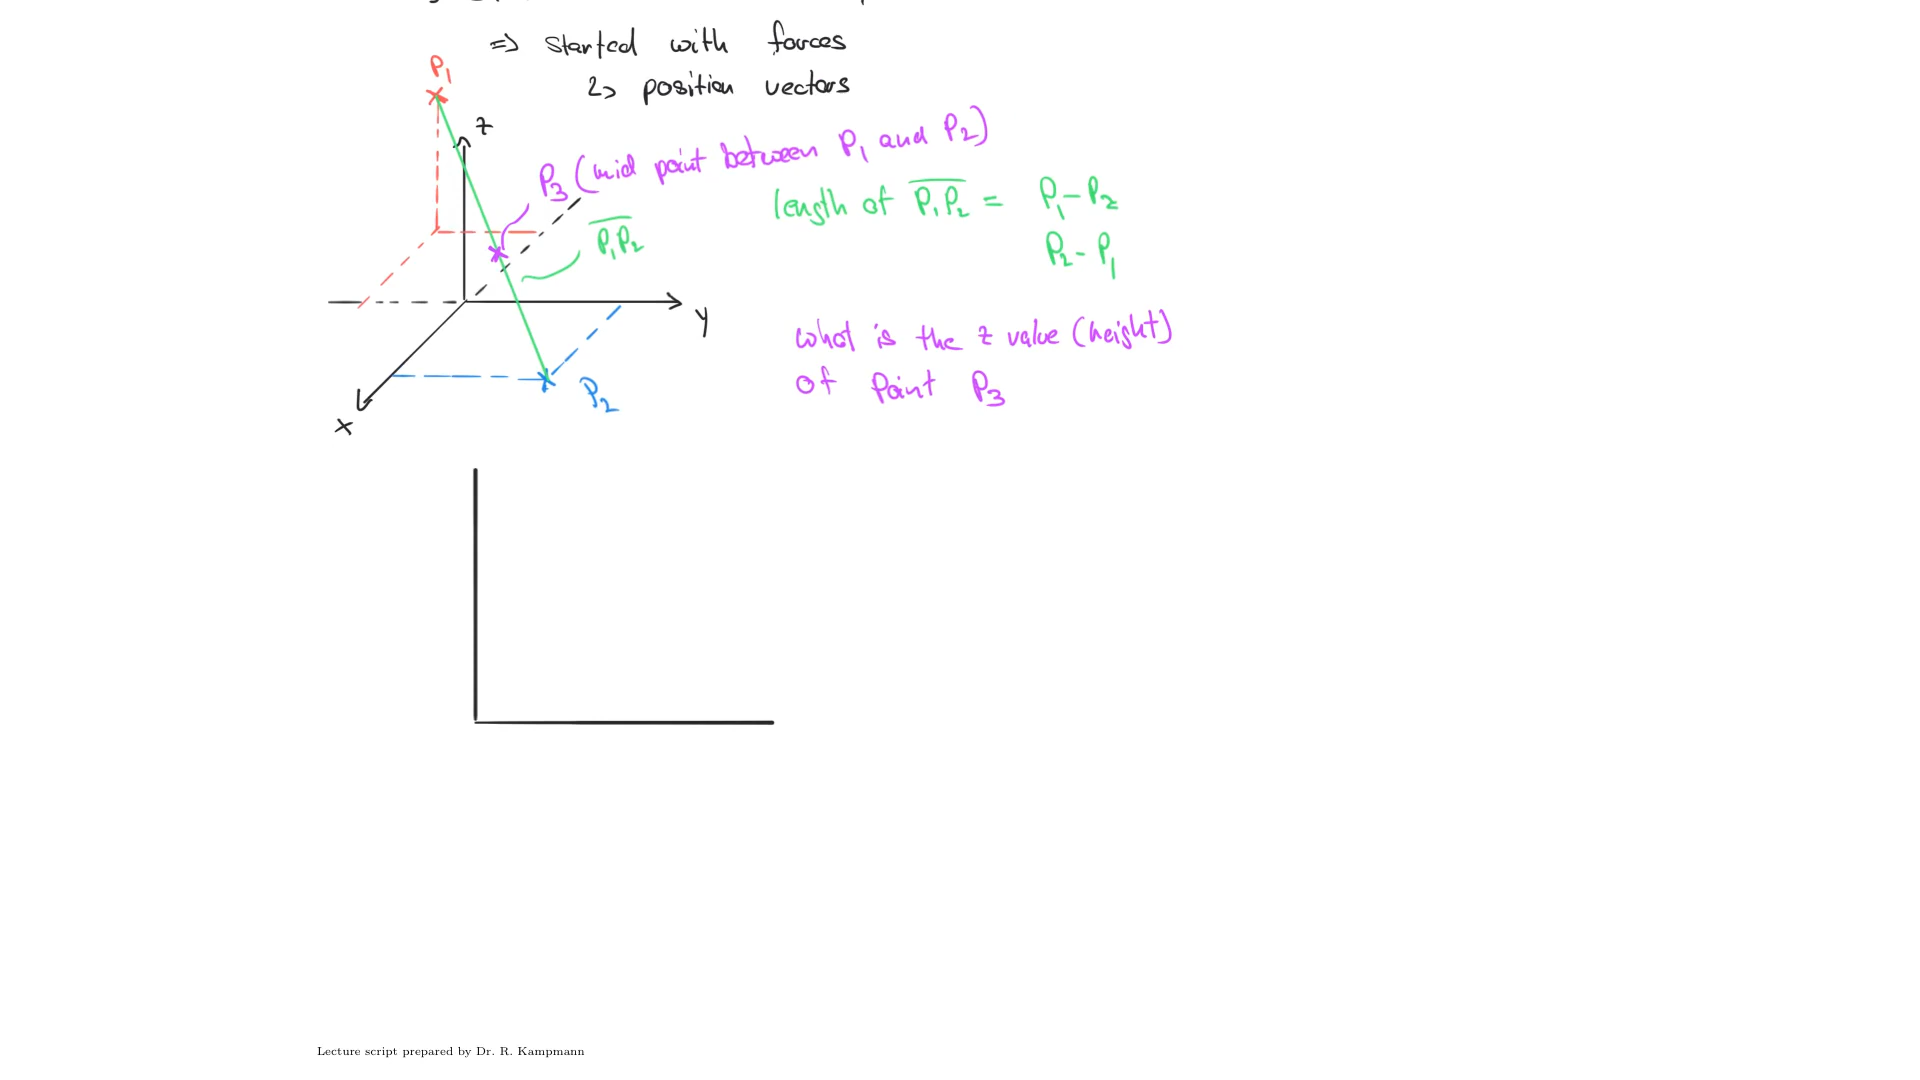 => started with forces
P1
↳ position vectors
z
P3 (mid point between P1 and P2)
length of P1P2 = P1-P2
P1P2
P2-P1
y
what is the z value (height)
of Point P3
P2
x
Lecture script prepared by Dr. R. Kampmann